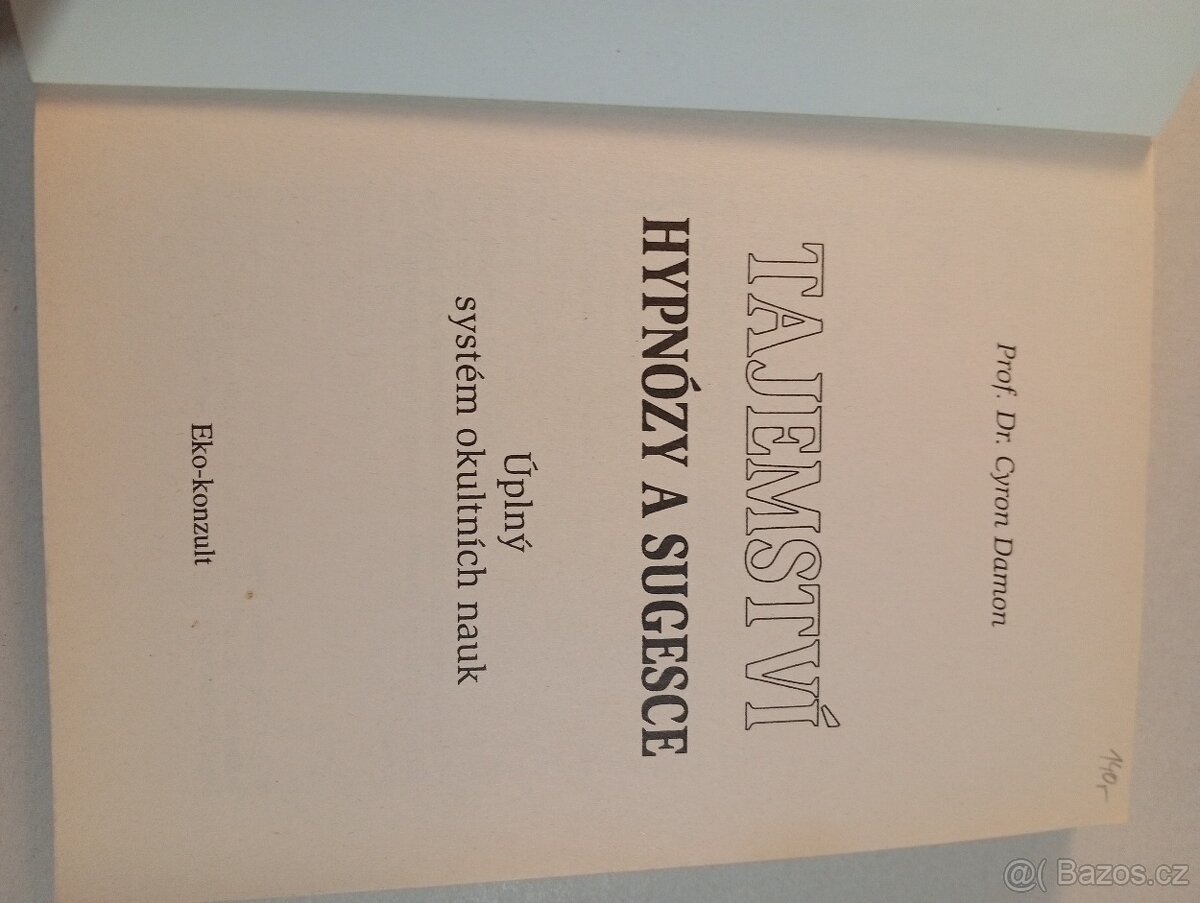 140,-
Prof. Dr. Cyron Damon
TAJEMSTVÍ
HYPNÓZY A SUGESCE
Úplný
systém okultních nauk
Eko-konzult
@( Bazos.cz